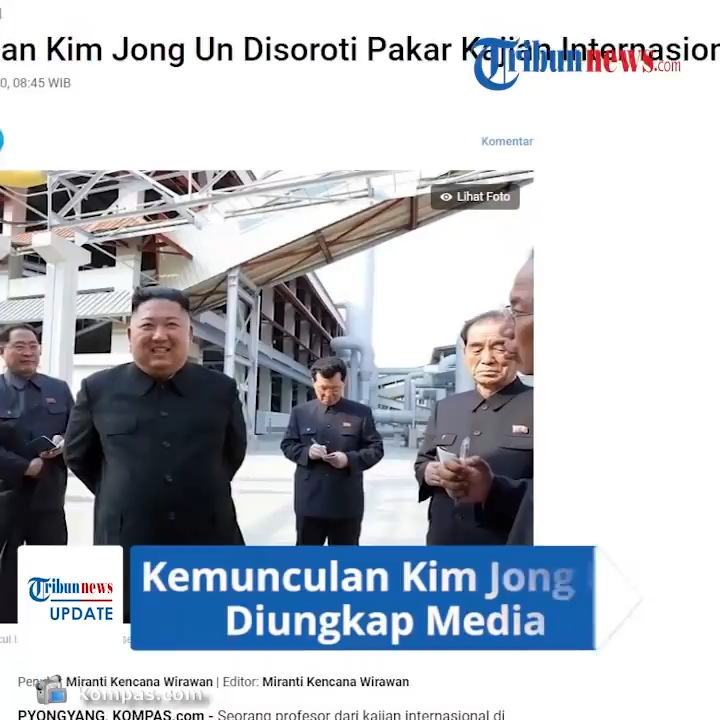 an Kim Jong Un Disoroti Pakar Kajian Internasion
Tribunnews.com
0, 08:45 WIB
Komentar
Lihat Foto
Tribunnews
UPDATE
Kemunculan Kim Jong
Diungkap Media
Miranti Kencana Wirawan | Editor: Miranti Kencana Wirawan
Kompas.com
PYONGYANG, KOMPAS.com - Seorang profesor dari kajian internasional di